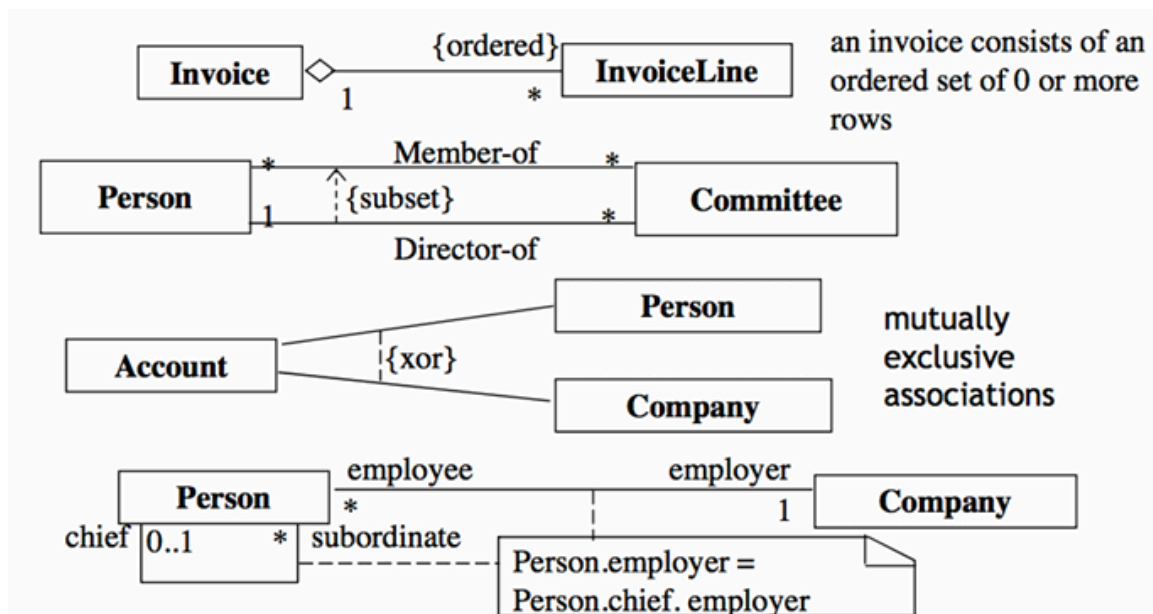 {ordered}
Invoice
InvoiceLine
1
*
an invoice consists of an
ordered set of 0 or more
rows
*
Member-of
*
Person
{subset}
Committee
1
*
Director-of
Person
Account
{xor}
Company
mutually
exclusive
associations
employee
employer
Person
*
1
Company
chief
0..1
*
subordinate
Person.employer =
Person.chief. employer